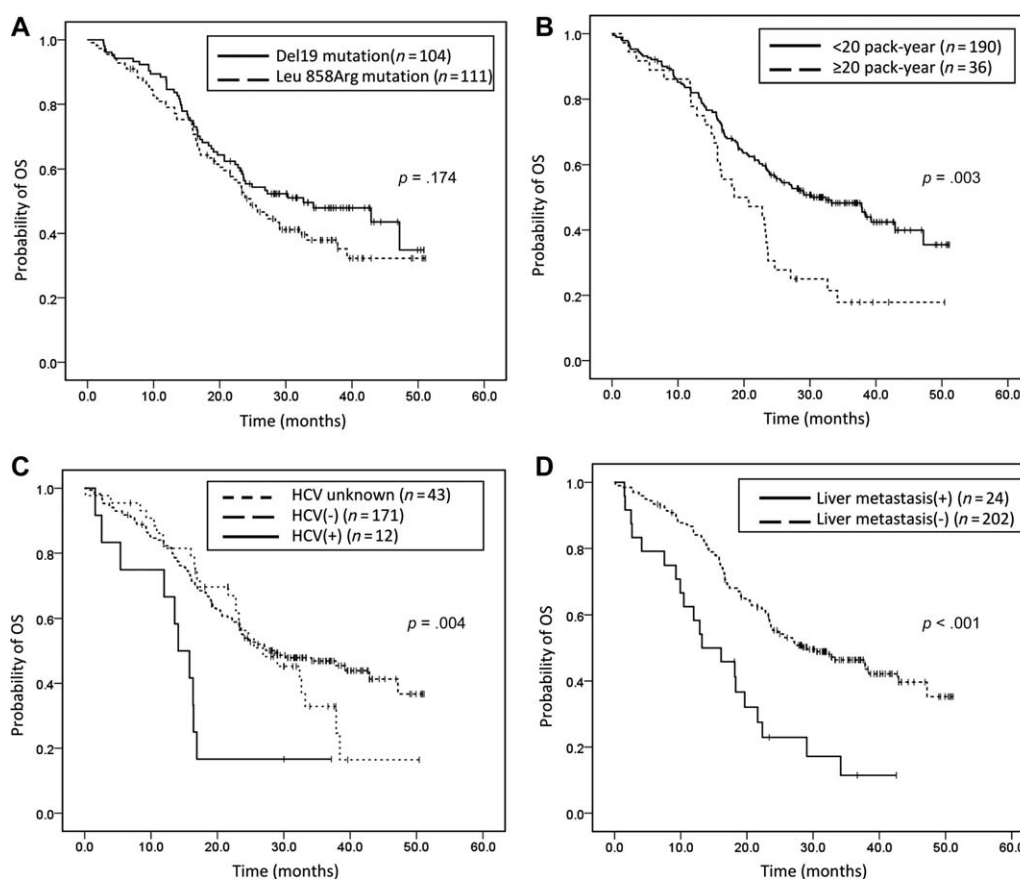 A
Del19 mutation (n = 104)
Leu 858Arg mutation (n = 111)
p = .174
Probability of OS
1.0
0.8
0.6
0.4
0.2
0.0
0.0 10.0 20.0 30.0 40.0 50.0 60.0
Time (months)
B
<20 pack-year (n = 190)
≥20 pack-year (n = 36)
p = .003
Probability of OS
1.0
0.8
0.6
0.4
0.2
0.0
0.0 10.0 20.0 30.0 40.0 50.0 60.0
Time (months)
C
HCV unknown (n = 43)
HCV(-) (n = 171)
HCV(+) (n = 12)
p = .004
Probability of OS
1.0
0.8
0.6
0.4
0.2
0.0
0.0 10.0 20.0 30.0 40.0 50.0 60.0
Time (months)
D
Liver metastasis(+) (n = 24)
Liver metastasis(-) (n = 202)
p < .001
Probability of OS
1.0
0.8
0.6
0.4
0.2
0.0
0.0 10.0 20.0 30.0 40.0 50.0 60.0
Time (months)